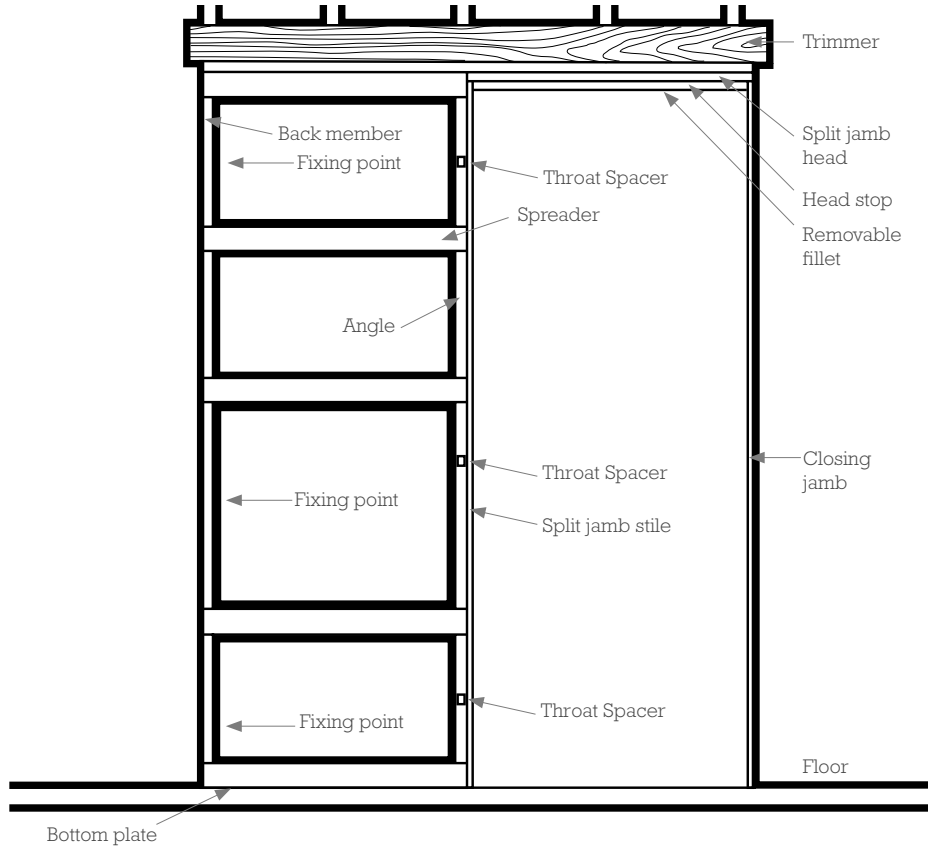 Trimmer
Back member
Split jamb
head
Fixing point
Throat Spacer
Head stop
Spreader
Removable
fillet
Angle
Closing
jamb
Throat Spacer
Fixing point
Split jamb stile
Throat Spacer
Fixing point
Floor
Bottom plate